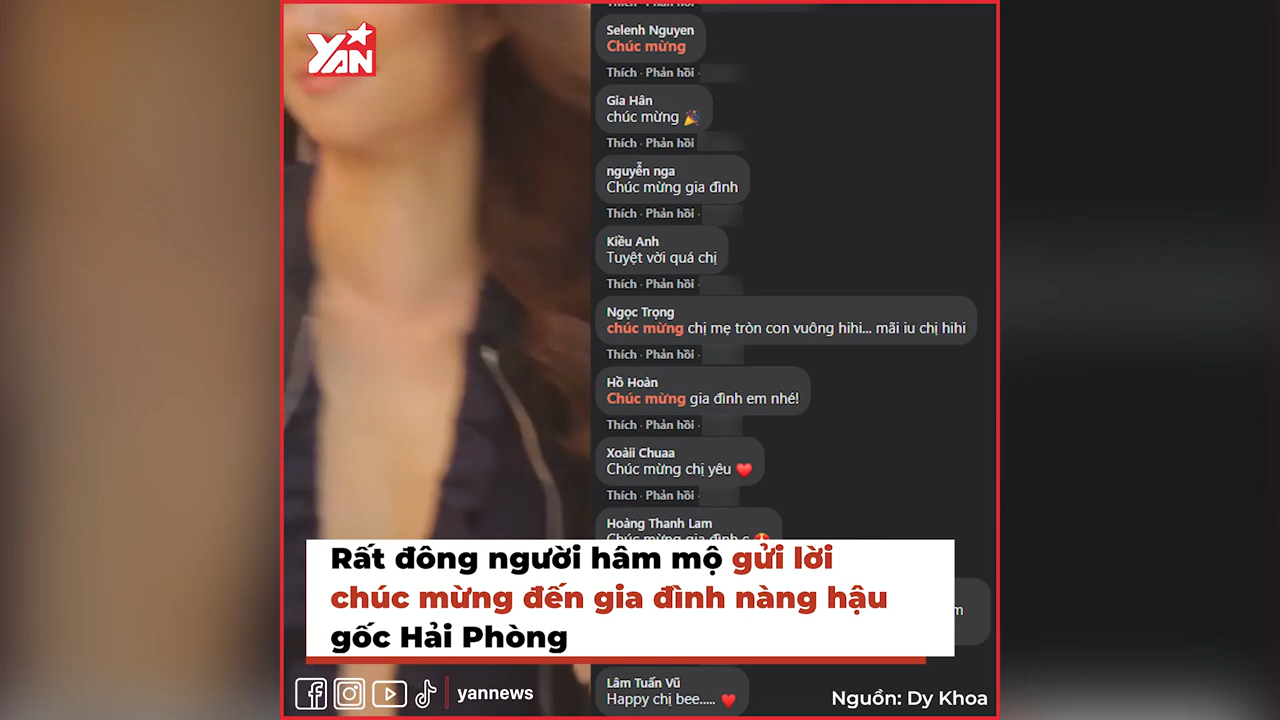 YAN
Thích · Phản hồi
Selenh Nguyen
Chúc mừng
Thích · Phản hồi ·
Gia Hân
chúc mừng 🎉
Thích · Phản hồi ·
nguyễn nga
Chúc mừng gia đình
Thích · Phản hồi ·
Kiều Anh
Tuyệt vời quá chị
Thích · Phản hồi ·
Ngọc Trọng
chúc mừng chị mẹ tròn con vuông hihi... mãi iu chị hihi
Thích · Phản hồi ·
Hồ Hoàn
Chúc mừng gia đình em nhé!
Thích · Phản hồi ·
Xoàii Chuaa
Chúc mừng chị yêu ❤️
Thích · Phản hồi ·
Hoàng Thanh Lam
Chúc mừng gia đình c 😍
Rất đông người hâm mộ gửi lời
chúc mừng đến gia đình nàng hậu
gốc Hải Phòng
Lâm Tuấn Vũ
Happy chị bee..... ❤️
yannews
Nguồn: Dy Khoa